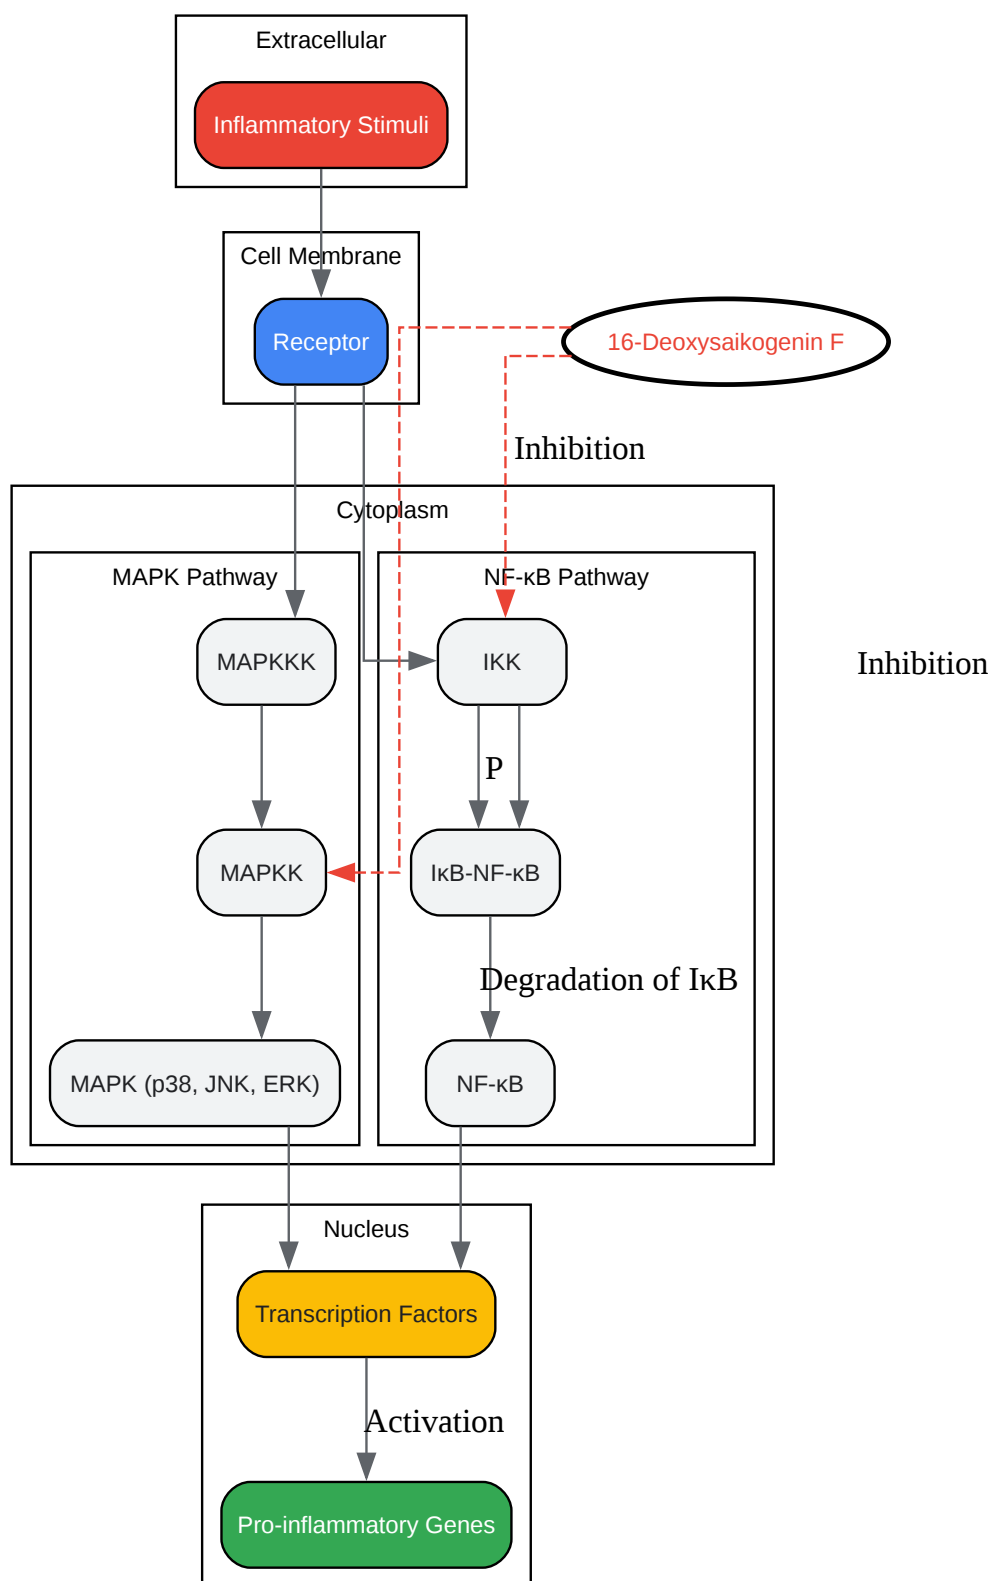 Extracellular
Inflammatory Stimuli
Cell Membrane
Receptor
16-Deoxysaikogenin F
Inhibition
Cytoplasm
MAPK Pathway
NF-κB Pathway
MAPKKK
IKK
Inhibition
P
MAPKK
IκB-NF-κB
Degradation of IκB
MAPK (p38, JNK, ERK)
NF-κB
Nucleus
Transcription Factors
Activation
Pro-inflammatory Genes